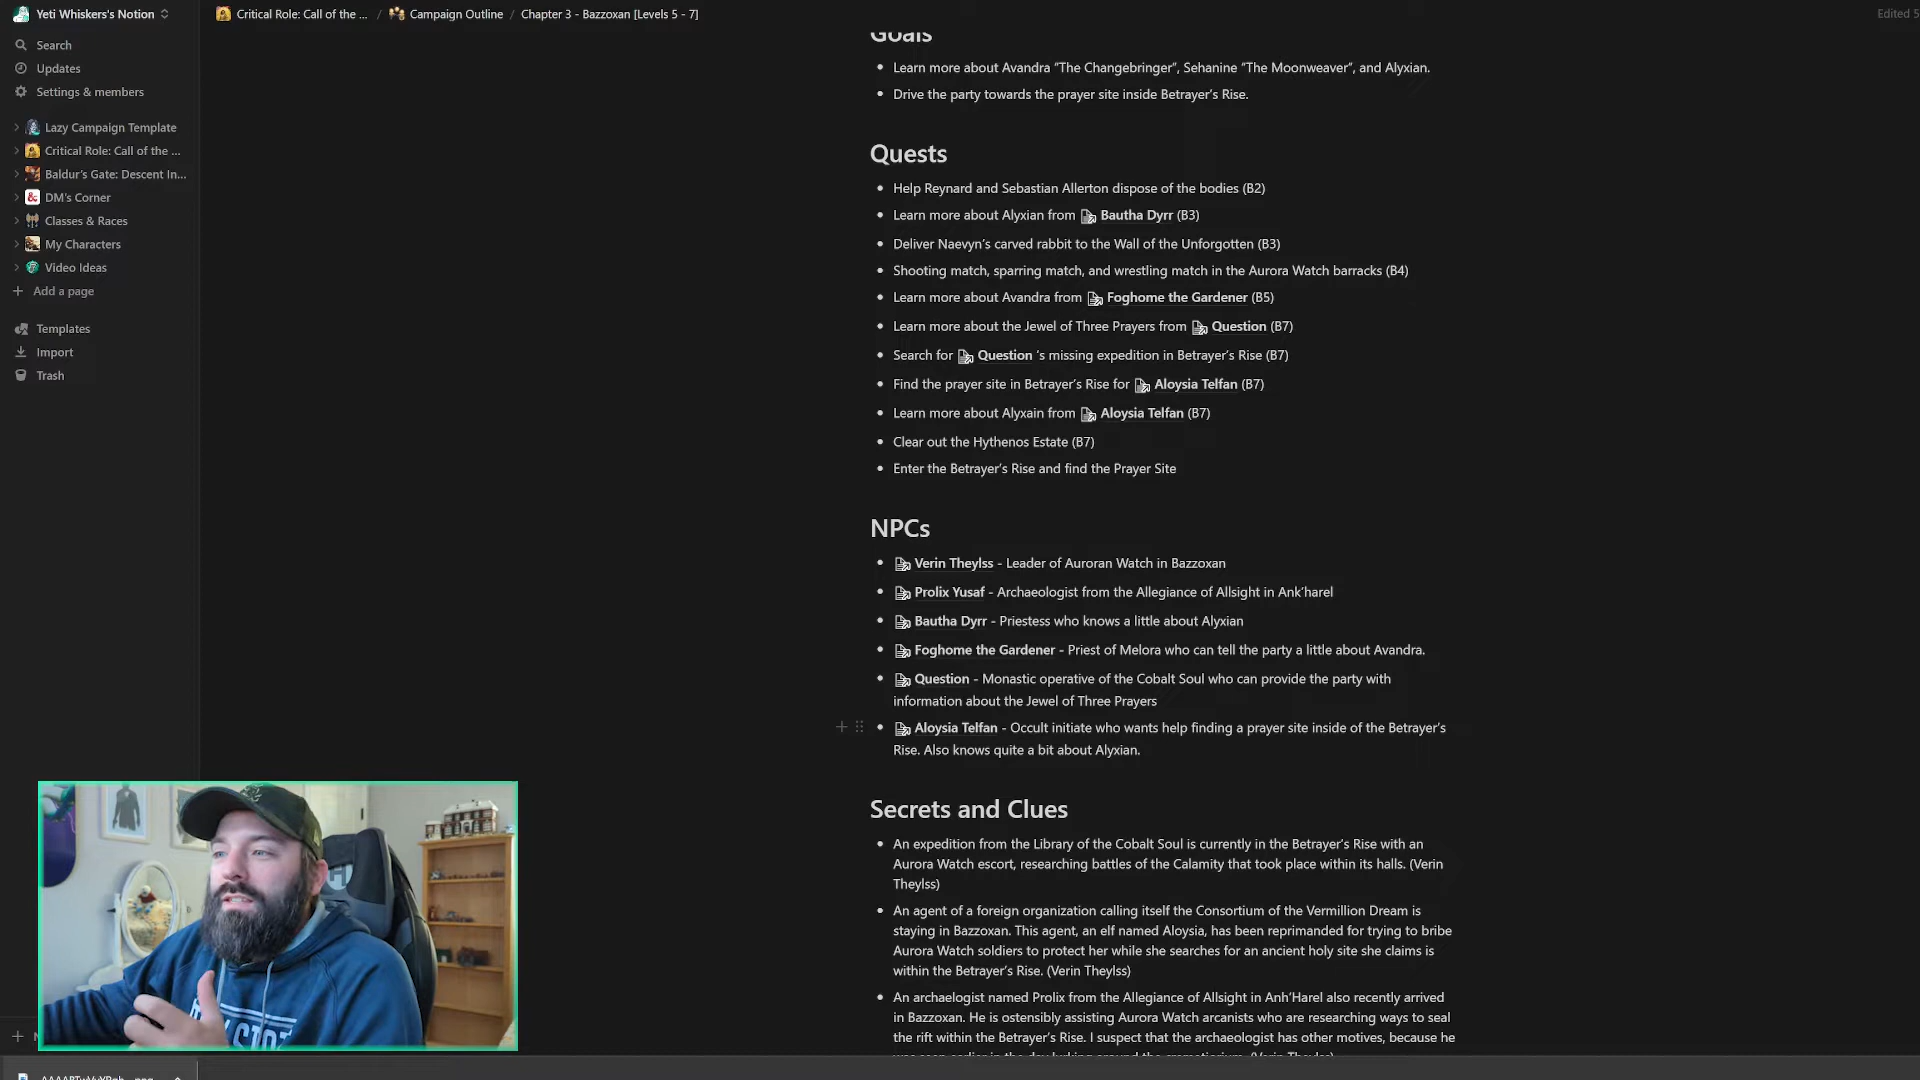 Yeti Whiskers's Notion
Critical Role: Call of the ... / Campaign Outline / Chapter 3 - Bazzoxan [Levels 5 - 7]
Edited 5
Search
Updates
Settings & members
Lazy Campaign Template
Critical Role: Call of the ...
Baldur's Gate: Descent In...
DM's Corner
Classes & Races
My Characters
Video Ideas
Add a page
Templates
Import
Trash
Goals
Learn more about Avandra "The Changebringer", Sehanine "The Moonweaver", and Alyxian.
Drive the party towards the prayer site inside Betrayer's Rise.
Quests
Help Reynard and Sebastian Allerton dispose of the bodies (B2)
Learn more about Alyxian from Bautha Dyrr (B3)
Deliver Naevyn's carved rabbit to the Wall of the Unforgotten (B3)
Shooting match, sparring match, and wrestling match in the Aurora Watch barracks (B4)
Learn more about Avandra from Foghome the Gardener (B5)
Learn more about the Jewel of Three Prayers from Question (B7)
Search for Question 's missing expedition in Betrayer's Rise (B7)
Find the prayer site in Betrayer's Rise for Aloysia Telfan (B7)
Learn more about Alyxain from Aloysia Telfan (B7)
Clear out the Hythenos Estate (B7)
Enter the Betrayer's Rise and find the Prayer Site
NPCs
Verin Theylss - Leader of Auroran Watch in Bazzoxan
Prolix Yusaf - Archaeologist from the Allegiance of Allsight in Ank'harel
Bautha Dyrr - Priestess who knows a little about Alyxian
Foghome the Gardener - Priest of Melora who can tell the party a little about Avandra.
Question - Monastic operative of the Cobalt Soul who can provide the party with
information about the Jewel of Three Prayers
Aloysia Telfan - Occult initiate who wants help finding a prayer site inside of the Betrayer's
Rise. Also knows quite a bit about Alyxian.
Secrets and Clues
An expedition from the Library of the Cobalt Soul is currently in the Betrayer's Rise with an
Aurora Watch escort, researching battles of the Calamity that took place within its halls. (Verin
Theylss)
An agent of a foreign organization calling itself the Consortium of the Vermillion Dream is
staying in Bazzoxan. This agent, an elf named Aloysia, has been reprimanded for trying to bribe
Aurora Watch soldiers to protect her while she searches for an ancient holy site she claims is
within the Betrayer's Rise. (Verin Theylss)
An archaelogist named Prolix from the Allegiance of Allsight in Anh'Harel also recently arrived
in Bazzoxan. He is ostensibly assisting Aurora Watch arcanists who are researching ways to seal
the rift within the Betrayer's Rise. I suspect that the archaeologist has other motives, because he
was seen earlier in the day lurking around the crematorium. (Verin Theylss)